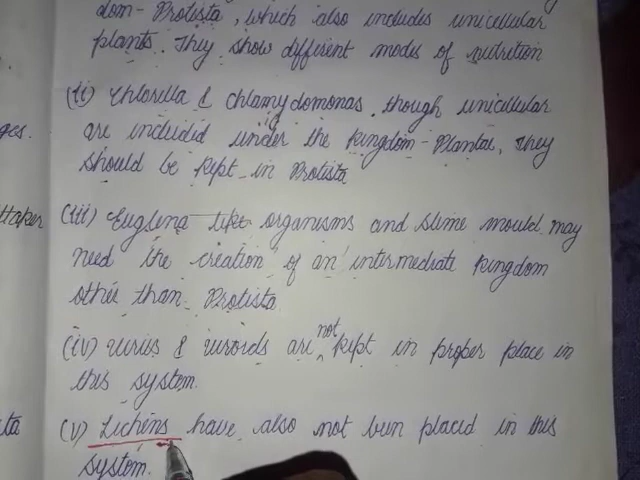 dom - Protista, which also includes unicellular
plants. They show different modes of nutrition
(ii) Chlorella & chlamydomonas, though unicellular
ges.
are included under the kingdom - Plantae. They
should be kept in Protista
ttaker
(iii) Euglena like organisms and slime mould may
need the creation of an intermediate kingdom
other than Protista
(iv) Virus & viroids are not kept in proper place in
this system.
(v) Lichens have also not been placed in this
system.